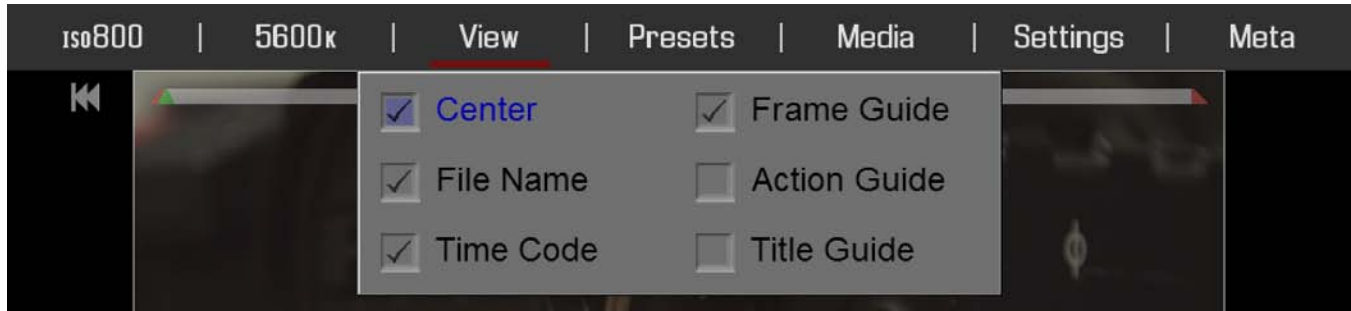 ISO800 | 5600K | View | Presets | Media | Settings | Meta
Center Frame Guide
File Name Action Guide
Time Code Title Guide